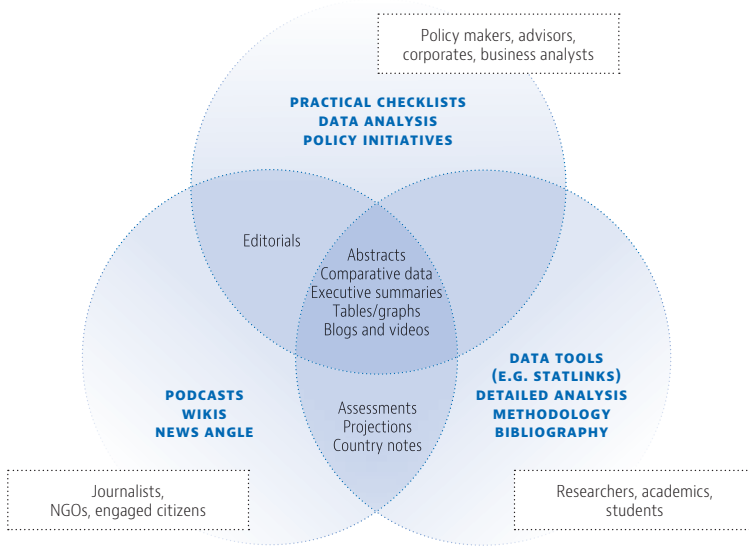 Policy makers, advisors,
corporates, business analysts
PRACTICAL CHECKLISTS
DATA ANALYSIS
POLICY INITIATIVES
Editorials
Abstracts
Comparative data
Executive summaries
Tables/graphs
Blogs and videos
DATA TOOLS
(E.G. STATLINKS)
DETAILED ANALYSIS
METHODOLOGY
BIBLIOGRAPHY
PODCASTS
WIKIS
NEWS ANGLE
Assessments
Projections
Country notes
Journalists,
NGOs, engaged citizens
Researchers, academics,
students